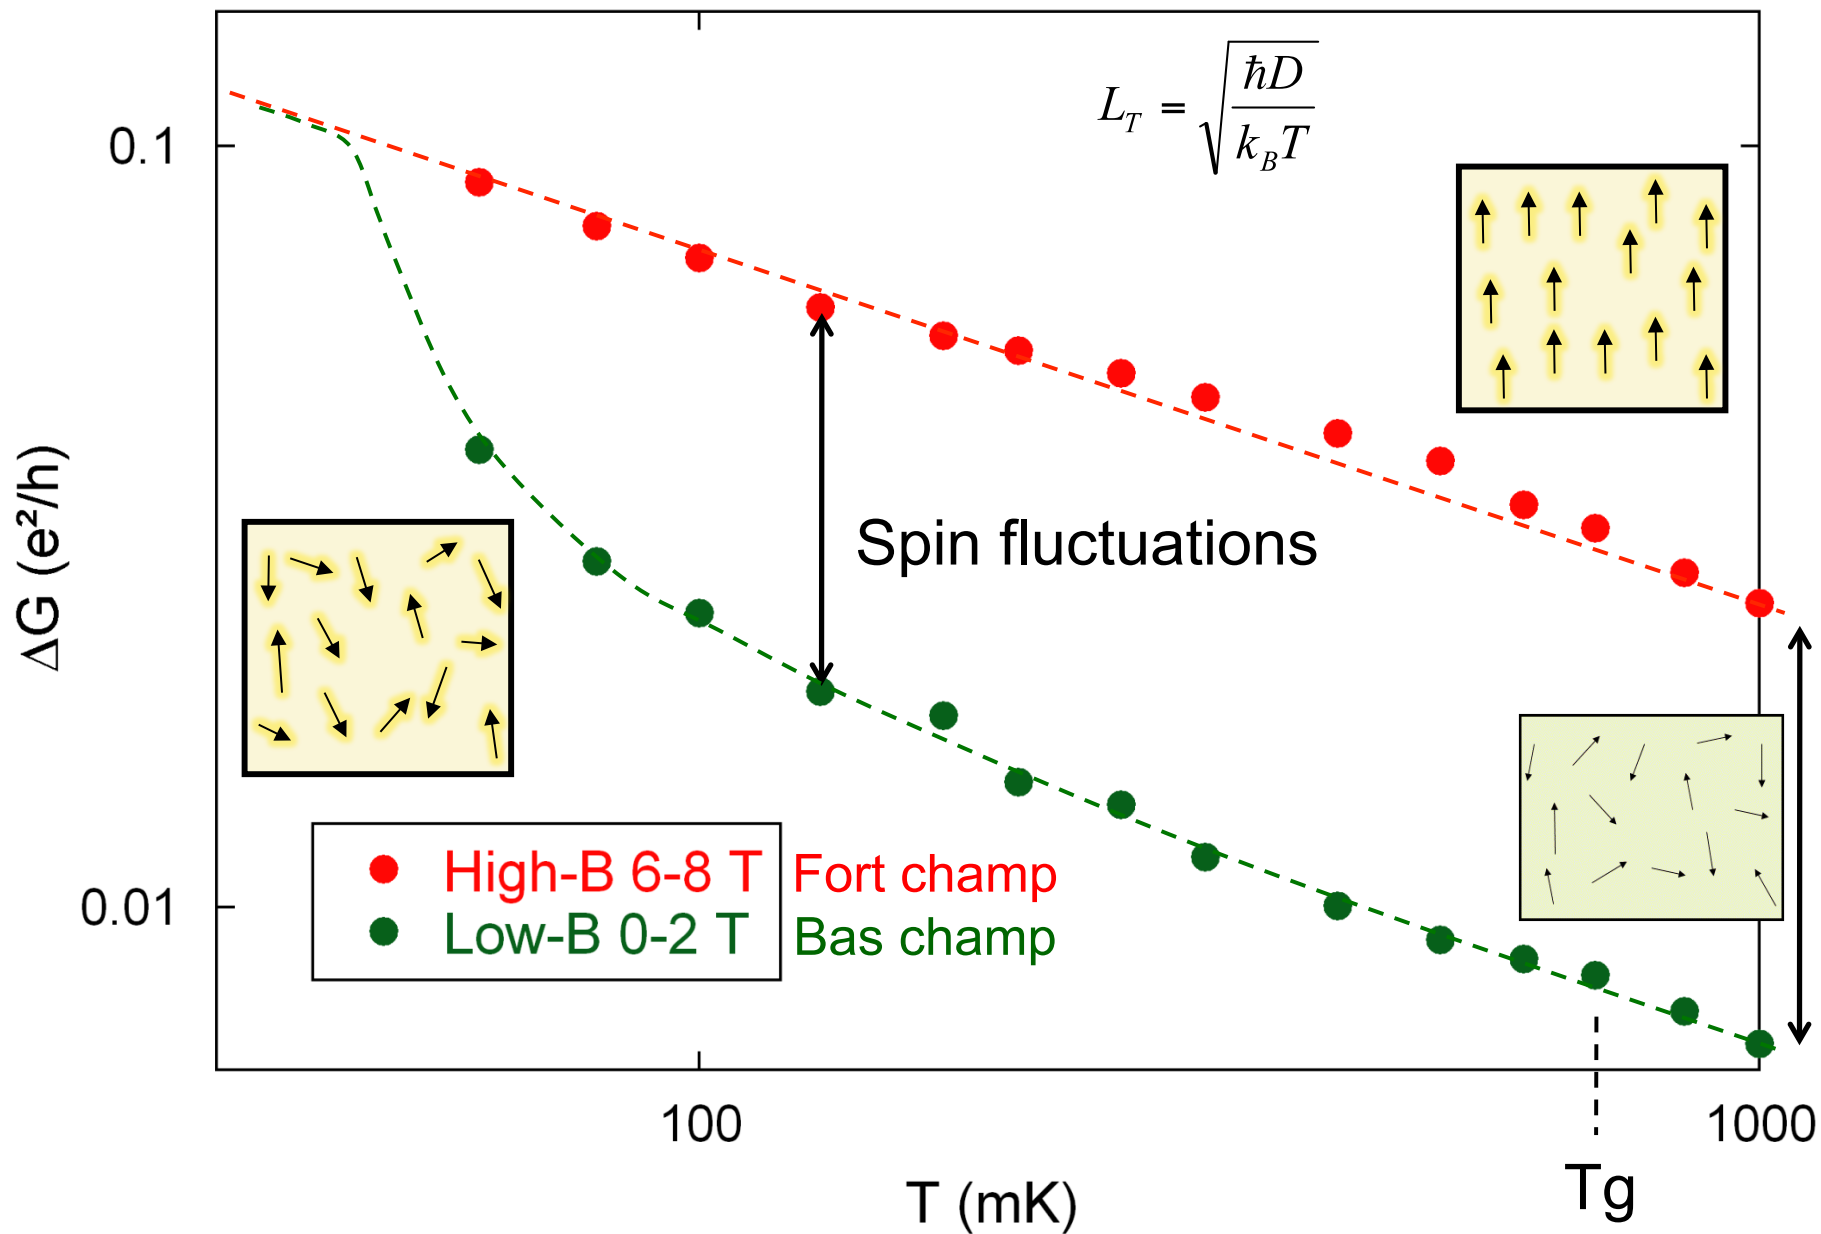 L_T = √(ħD / k_BT)
0.1
0.01
ΔG (e²/h)
Spin fluctuations
High-B 6-8 T Fort champ
Low-B 0-2 T Bas champ
100
1000
Tg
T (mK)